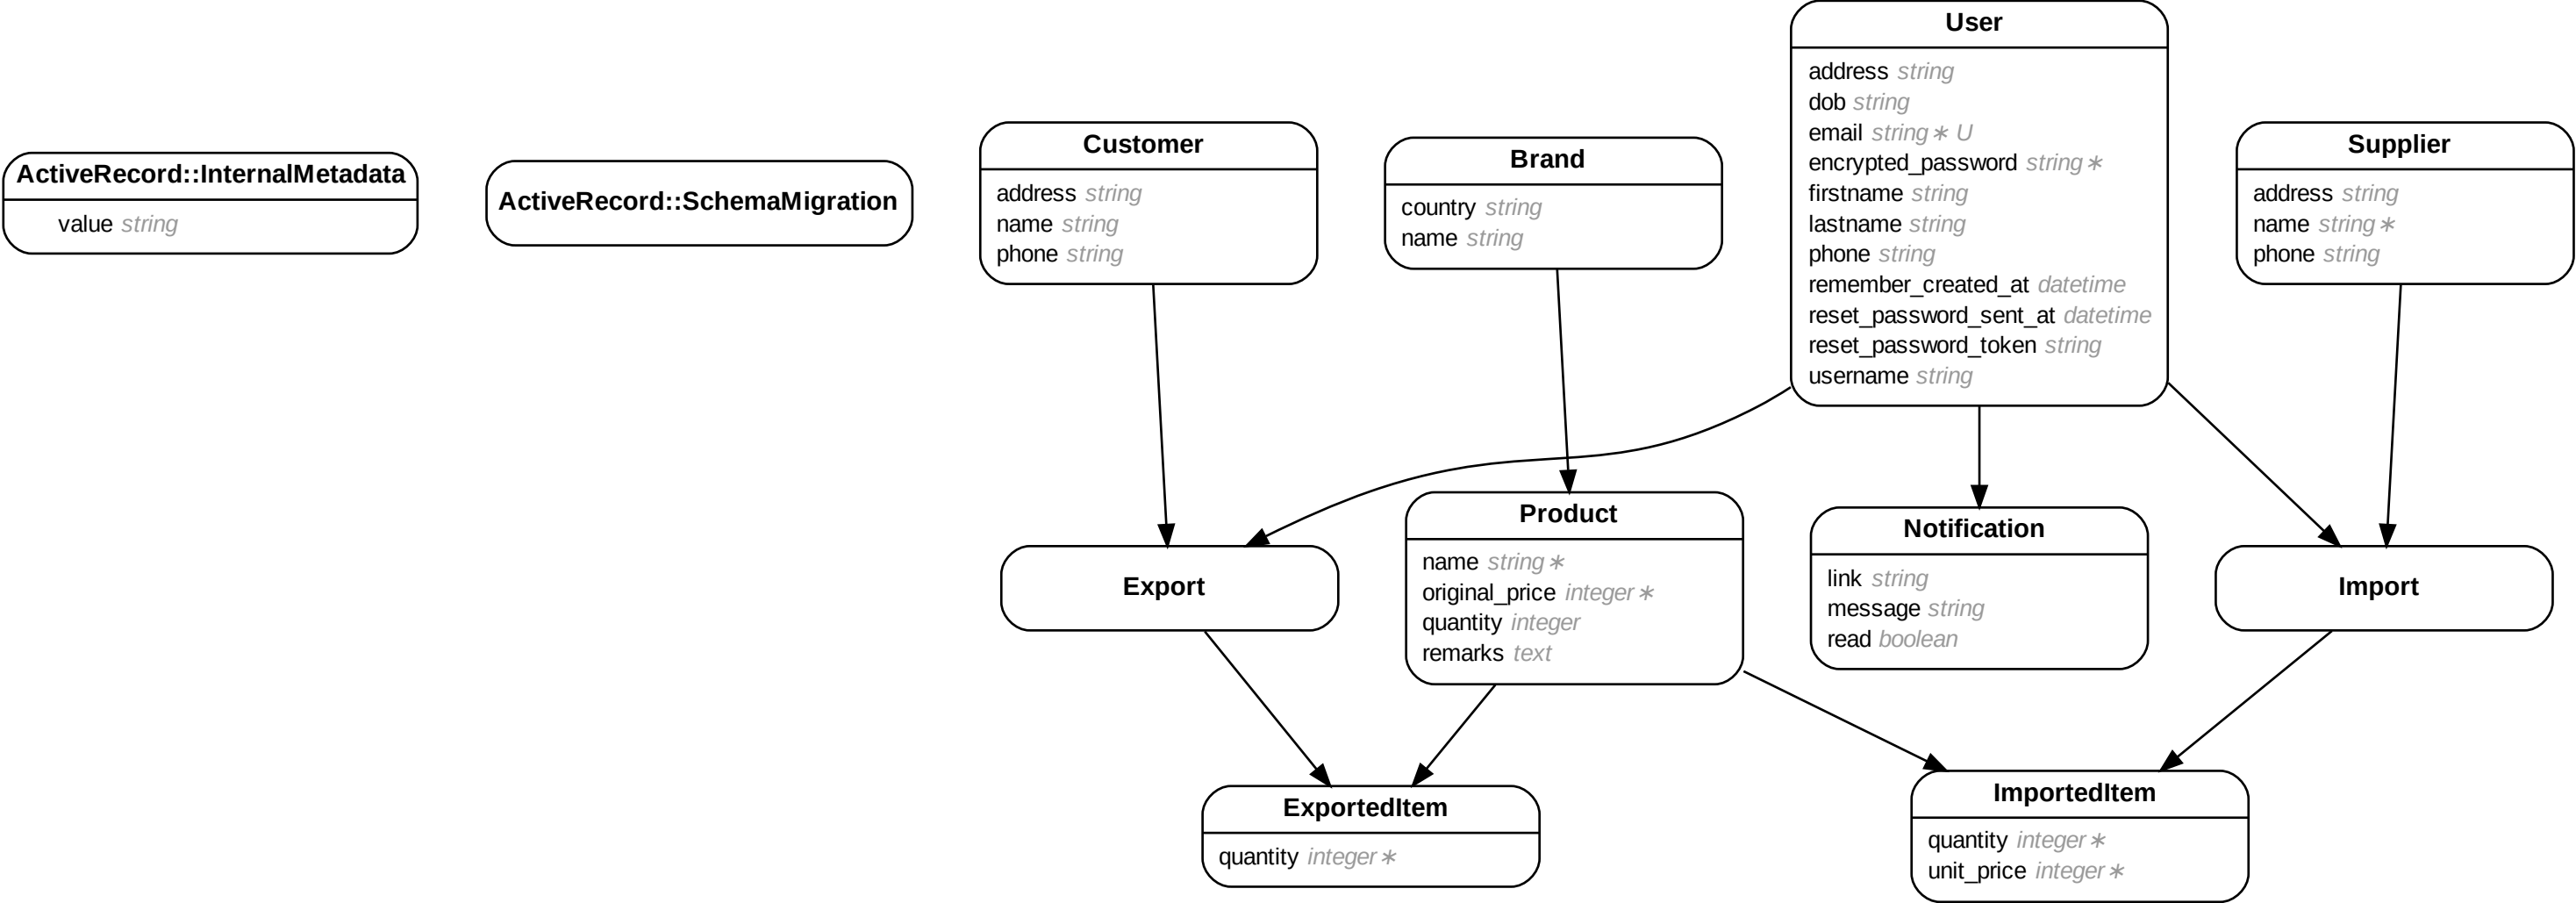 ActiveRecord::InternalMetadata
value string
ActiveRecord::SchemaMigration
Customer
address string
name string
phone string
Brand
country string
name string
User
address string
dob string
email string ∗ U
encrypted_password string ∗
firstname string
lastname string
phone string
remember_created_at datetime
reset_password_sent_at datetime
reset_password_token string
username string
Supplier
address string
name string ∗
phone string
Export
Product
name string ∗
original_price integer ∗
quantity integer
remarks text
Notification
link string
message string
read boolean
Import
ExportedItem
quantity integer ∗
ImportedItem
quantity integer ∗
unit_price integer ∗